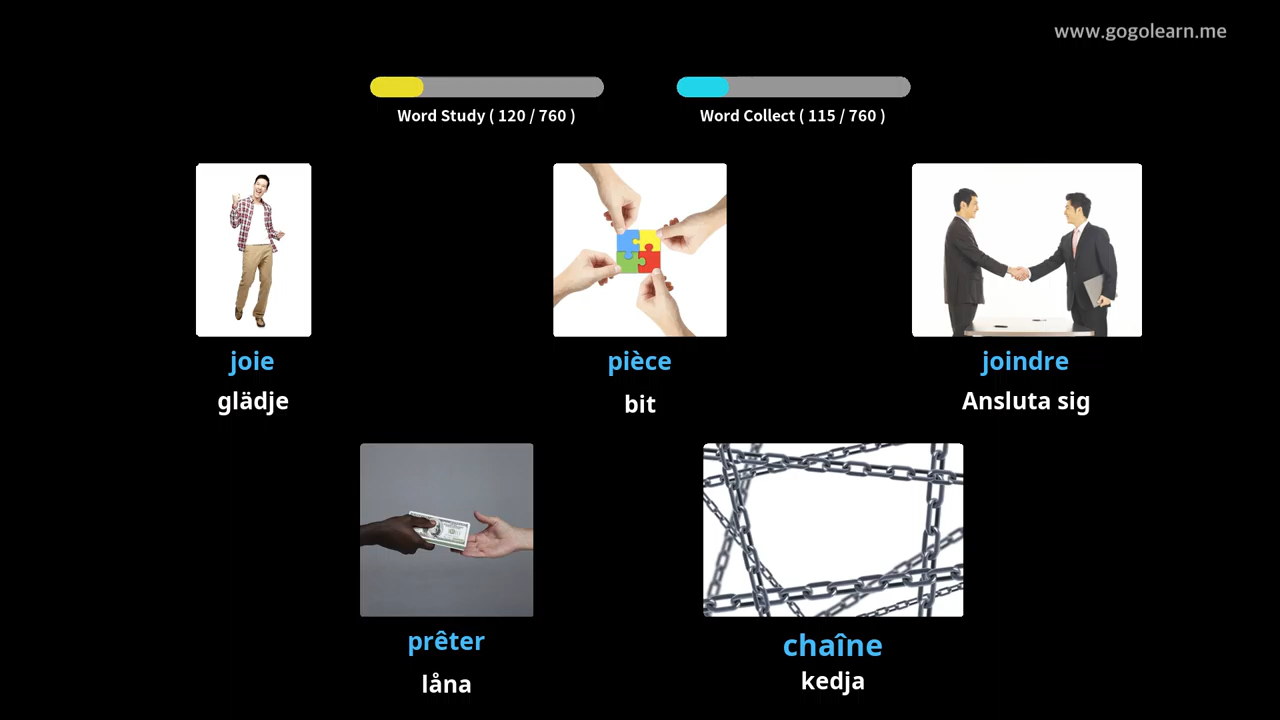 www.gogolearn.me
Word Study ( 120 / 760 )
Word Collect ( 115 / 760 )
joie
glädje
pièce
bit
joindre
Ansluta sig
prêter
låna
chaîne
kedja